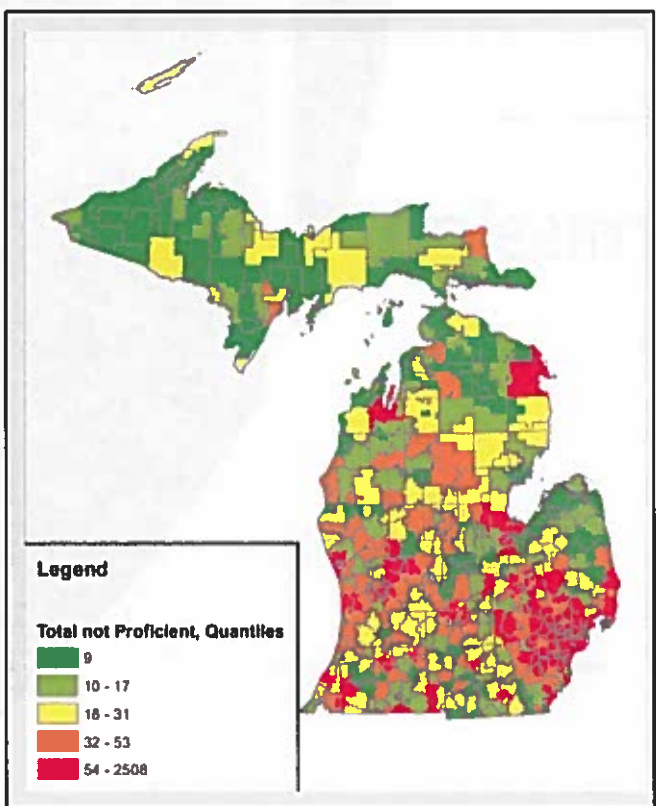 Legend
Total not Proficient, Quantiles
9
10 - 17
18 - 31
32 - 53
54 - 2508